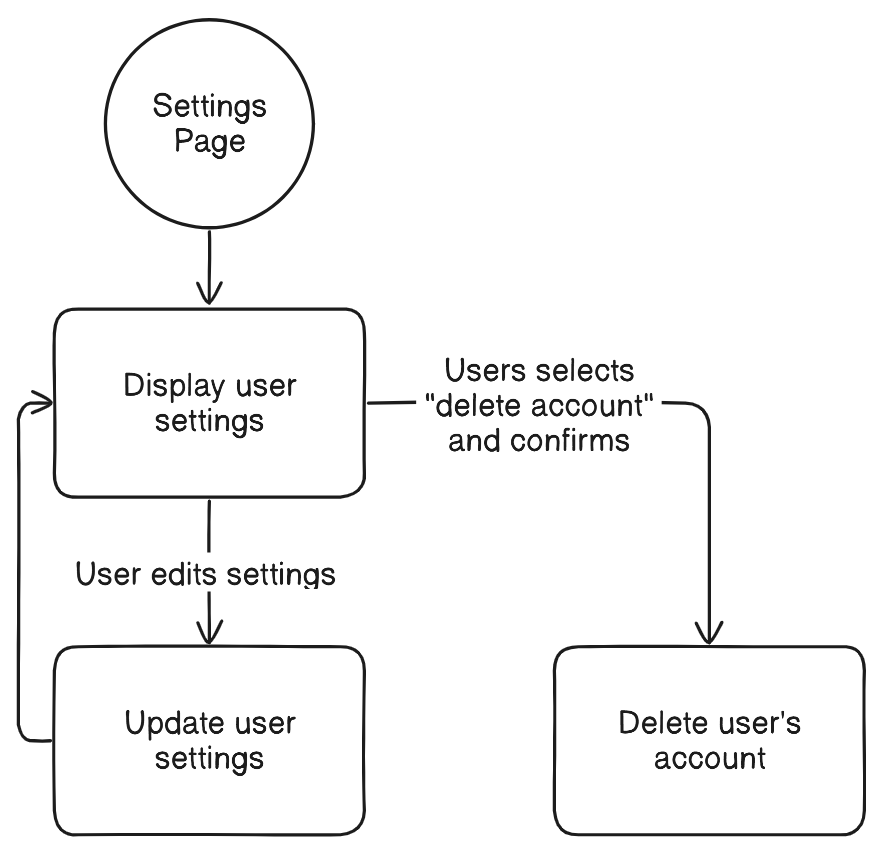 Settings
Page
Display user
settings
Users selects
"delete account"
and confirms
User edits settings
Update user
settings
Delete user's
account